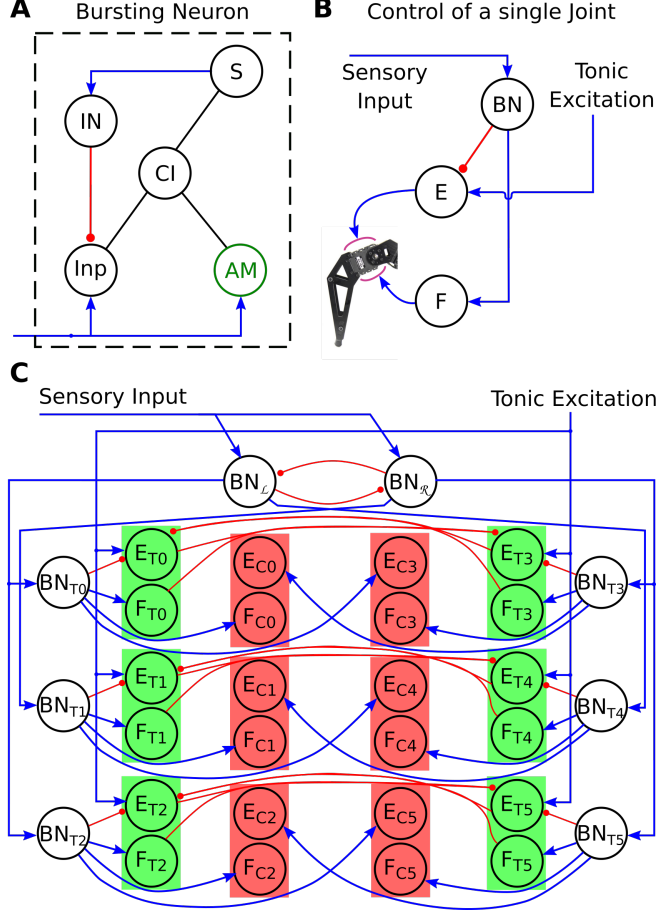 A Bursting Neuron
S
IN
CI
Inp
AM
B Control of a single Joint
Sensory
Input
Tonic
Excitation
BN
E
F
C
Sensory Input
Tonic Excitation
BNℒ BNℛ
ET0 EC0 EC3 ET3
BNT0 BNT3
FT0 FC0 FC3 FT3
ET1 EC1 EC4 ET4
BNT1 BNT4
FT1 FC1 FC4 FT4
ET2 EC2 EC5 ET5
BNT2 BNT5
FT2 FC2 FC5 FT5